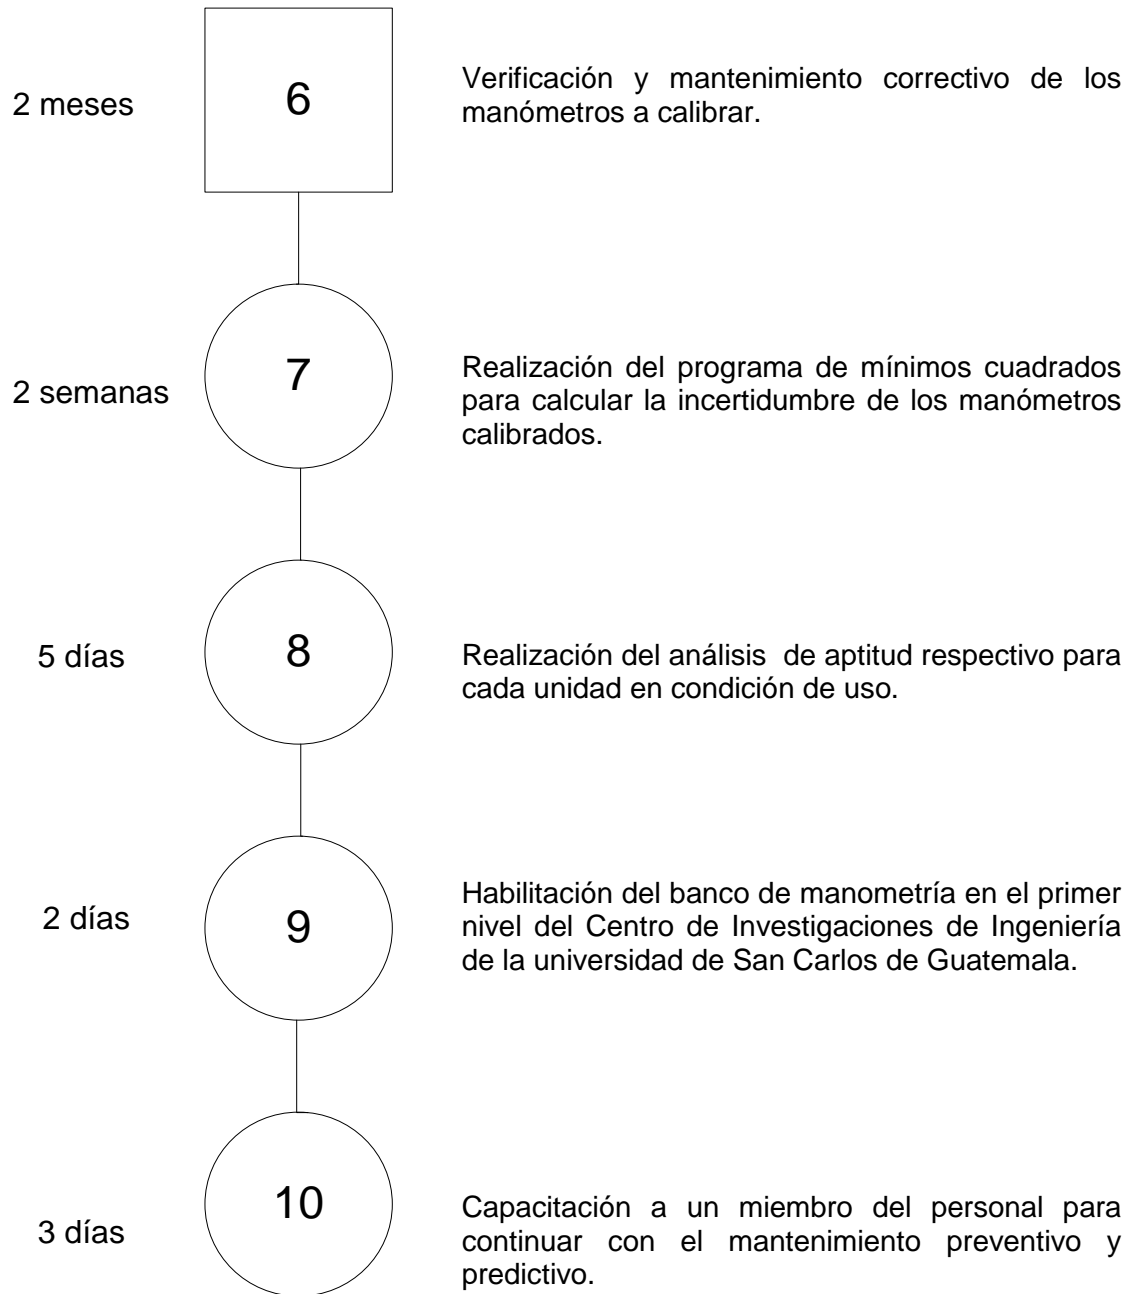 2 meses
6
Verificación y mantenimiento correctivo de los
manómetros a calibrar.
2 semanas
7
Realización del programa de mínimos cuadrados
para calcular la incertidumbre de los manómetros
calibrados.
5 días
8
Realización del análisis  de aptitud respectivo para
cada unidad en condición de uso.
2 días
9
Habilitación del banco de manometría en el primer
nivel del Centro de Investigaciones de Ingeniería
de la universidad de San Carlos de Guatemala.
3 días
10
Capacitación a un miembro del personal para
continuar con el mantenimiento preventivo y
predictivo.